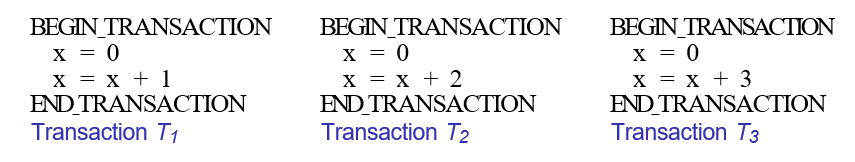 BEGIN_TRANSACTION
x = 0
x = x + 1
END_TRANSACTION
Transaction T1
BEGIN_TRANSACTION
x = 0
x = x + 2
END_TRANSACTION
Transaction T2
BEGIN_TRANSACTION
x = 0
x = x + 3
END_TRANSACTION
Transaction T3